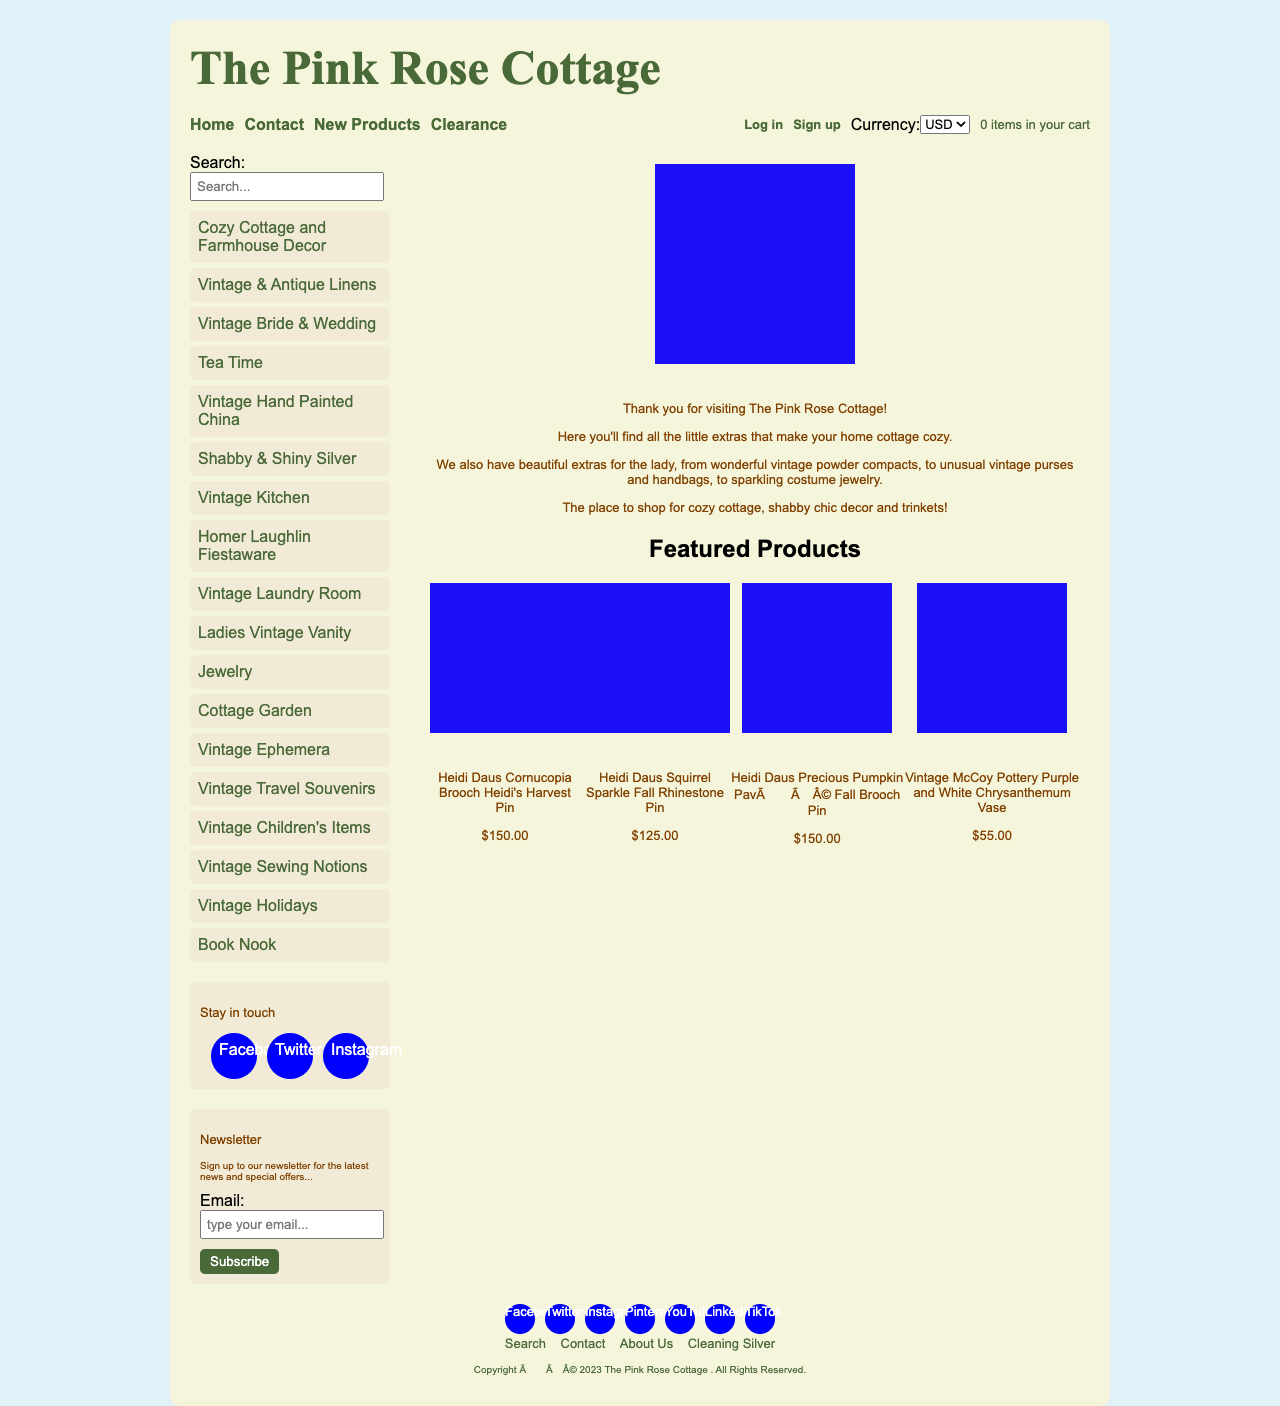 The Pink Rose Cottage
Home Contact New Products Clearance
Log in Sign up Currency: USD 0 items in your cart
Search:
Search...
Cozy Cottage and
Farmhouse Decor
Vintage & Antique Linens
Vintage Bride & Wedding
Tea Time
Vintage Hand Painted
China
Shabby & Shiny Silver
Vintage Kitchen
Homer Laughlin
Fiestaware
Vintage Laundry Room
Ladies Vintage Vanity
Jewelry
Cottage Garden
Vintage Ephemera
Vintage Travel Souvenirs
Vintage Children's Items
Vintage Sewing Notions
Vintage Holidays
Book Nook
Stay in touch
Twitter Instagram
Newsletter
Sign up to our newsletter for the latest
news and special offers...
Email:
type your email...
Subscribe
Thank you for visiting The Pink Rose Cottage!
Here you'll find all the little extras that make your home cottage cozy.
We also have beautiful extras for the lady, from wonderful vintage powder compacts, to unusual vintage purses
and handbags, to sparkling costume jewelry.
The place to shop for cozy cottage, shabby chic decor and trinkets!
Featured Products
Heidi Daus Cornucopia
Brooch Heidi's Harvest
Pin
$150.00
Heidi Daus Squirrel
Sparkle Fall Rhinestone
Pin
$125.00
Heidi Daus Precious Pumpkin
PavÃ Ã Â© Fall Brooch
Pin
$150.00
Vintage McCoy Pottery Purple
and White Chrysanthemum
Vase
$55.00
Twitter TikTok
Search Contact About Us Cleaning Silver
Copyright Ã Ã Â© 2023 The Pink Rose Cottage . All Rights Reserved.